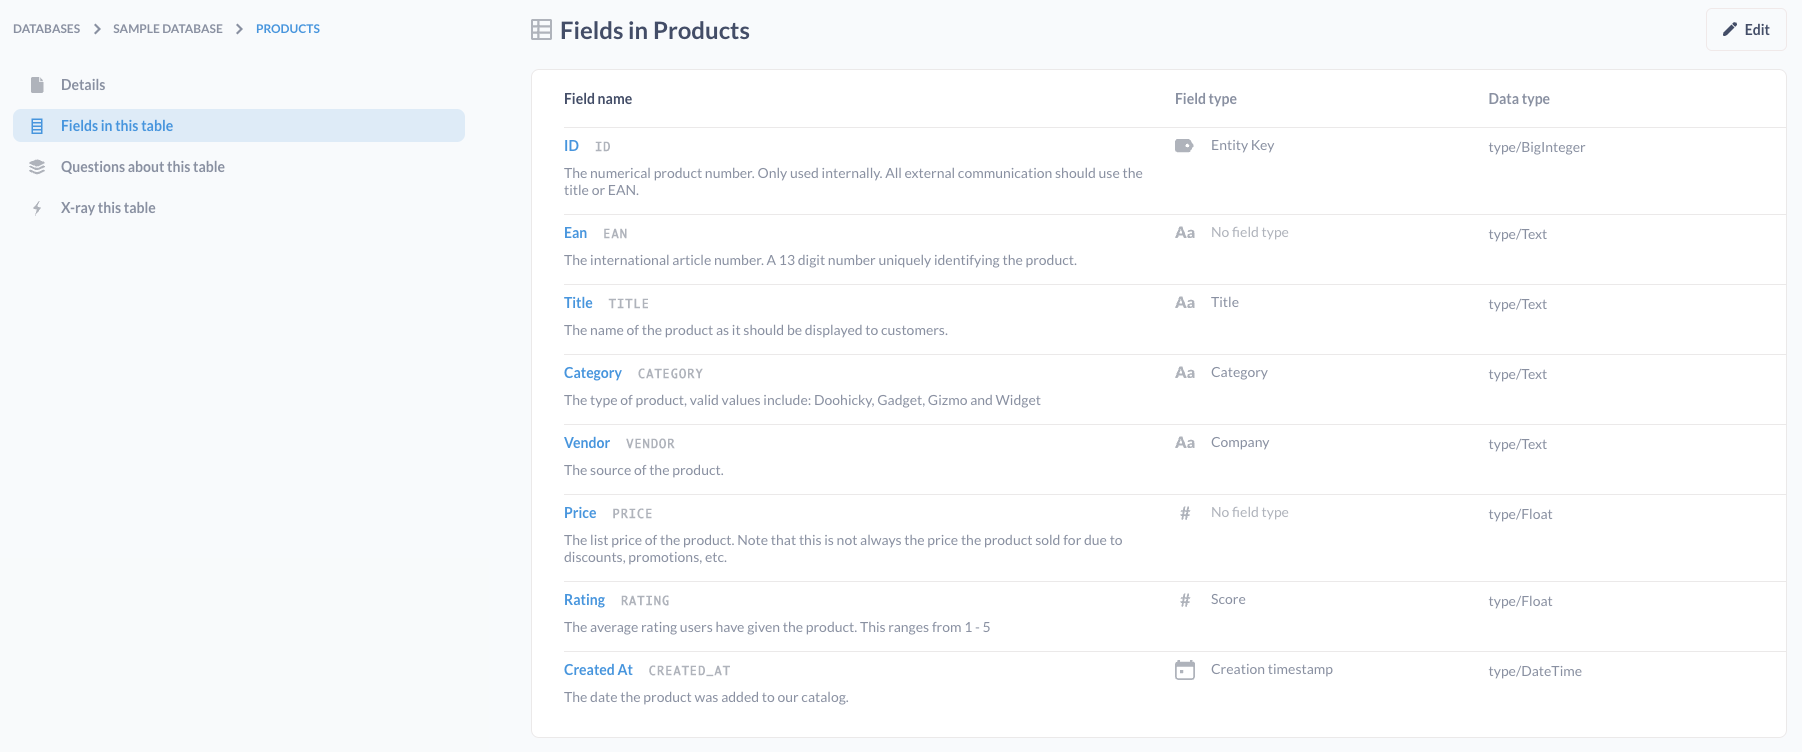 DATABASES > SAMPLE DATABASE > PRODUCTS
Details
Fields in this table
Questions about this table
X-ray this table
Fields in Products
Edit
Field name Field type Data type
ID ID Entity Key type/BigInteger
The numerical product number. Only used internally. All external communication should use the
title or EAN.
Ean EAN Aa No field type type/Text
The international article number. A 13 digit number uniquely identifying the product.
Title TITLE Aa Title type/Text
The name of the product as it should be displayed to customers.
Category CATEGORY Aa Category type/Text
The type of product, valid values include: Doohicky, Gadget, Gizmo and Widget
Vendor VENDOR Aa Company type/Text
The source of the product.
Price PRICE # No field type type/Float
The list price of the product. Note that this is not always the price the product sold for due to
discounts, promotions, etc.
Rating RATING # Score type/Float
The average rating users have given the product. This ranges from 1 - 5
Created At CREATED_AT Creation timestamp type/DateTime
The date the product was added to our catalog.